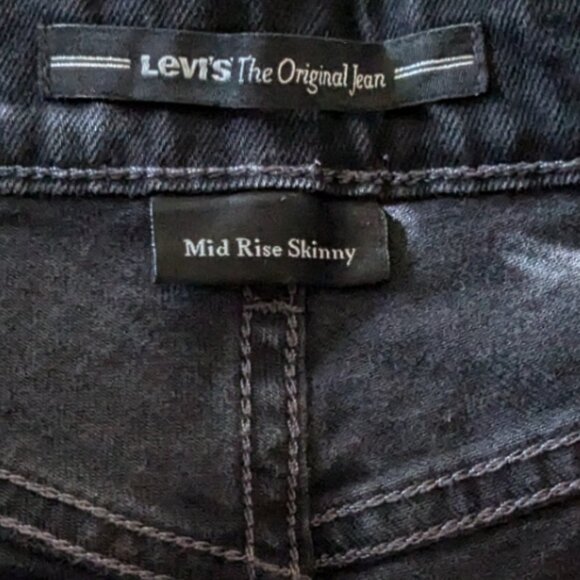 Levi's The Original Jean
Mid Rise Skinny